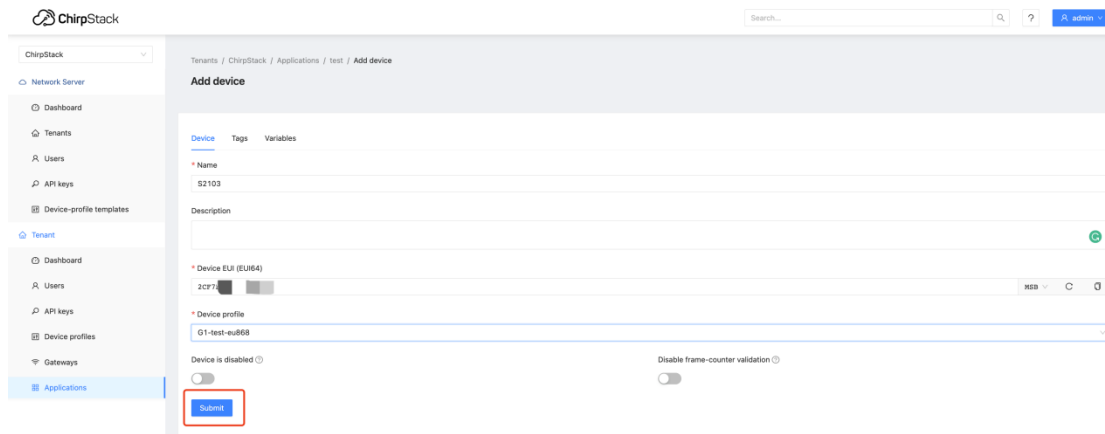 ChirpStack
Search...
?
admin
ChirpStack
Tenants / ChirpStack / Applications / test / Add device
Network Server
Add device
Dashboard
Tenants
Device Tags Variables
Users
* Name
API keys
S2103
Device-profile templates
Description
Tenant
Dashboard
* Device EUI (EUI64)
Users
2CF7
MSB
API keys
* Device profile
Device profiles
G1-test-eu868
Gateways
Device is disabled
Disable frame-counter validation
Applications
Submit